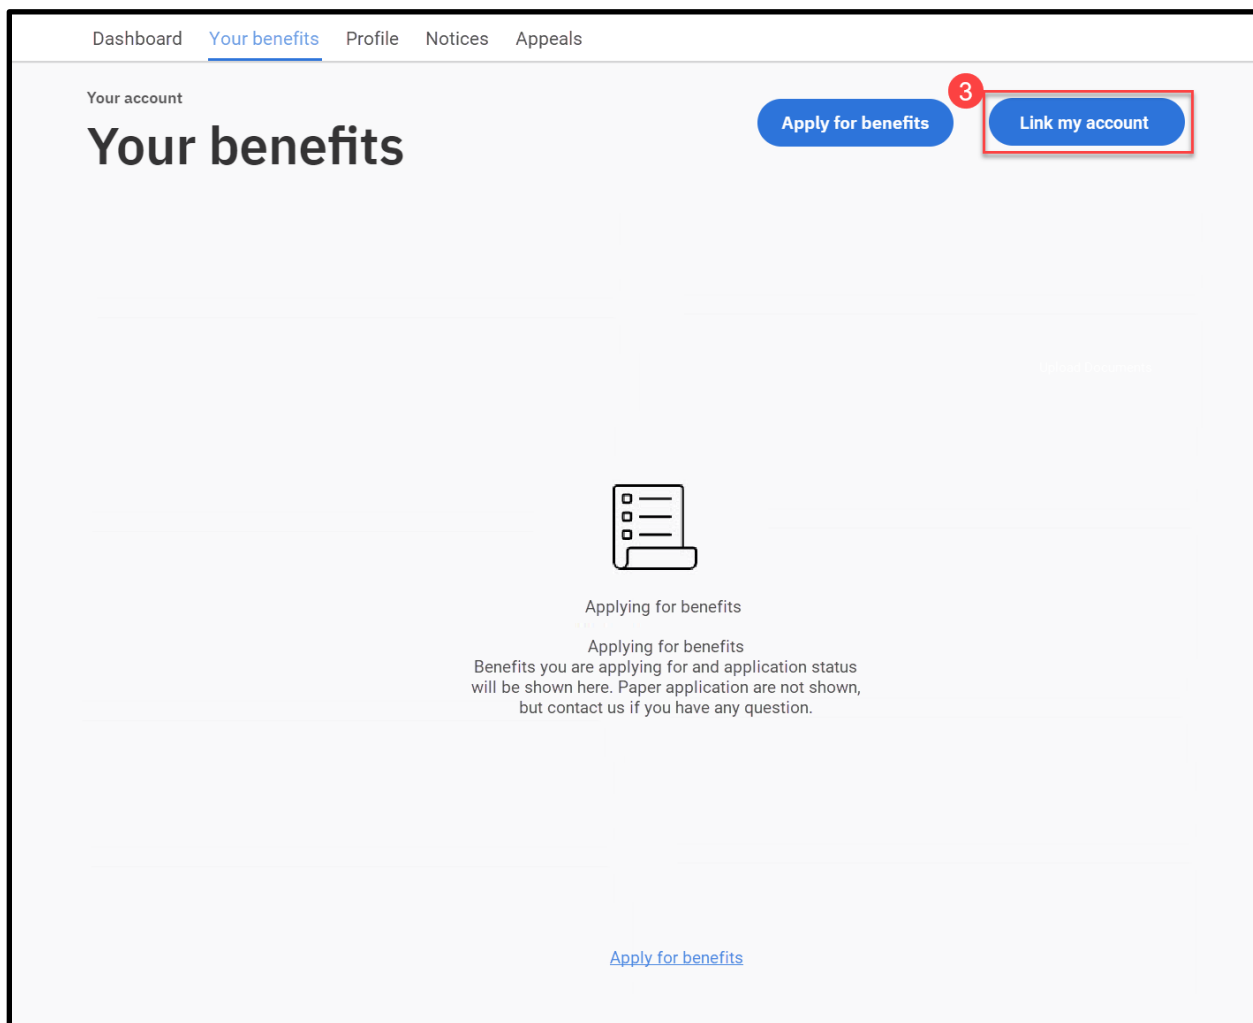 Dashboard Your benefits Profile Notices Appeals
Your account
Your benefits
Apply for benefits
3
Link my account
Applying for benefits
Applying for benefits
Benefits you are applying for and application status
will be shown here. Paper application are not shown,
but contact us if you have any question.
Apply for benefits